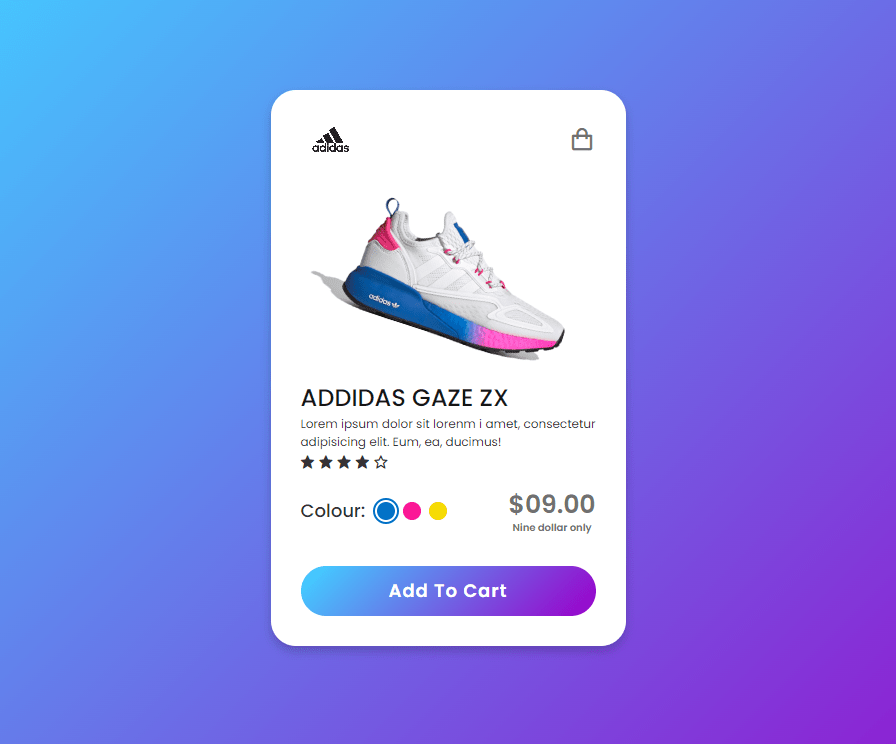 adidas
adidas
ADDIDAS GAZE ZX
Lorem ipsum dolor sit lorenm i amet, consectetur
adipisicing elit. Eum, ea, ducimus!
Colour:
$09.00
Nine dollar only
Add To Cart